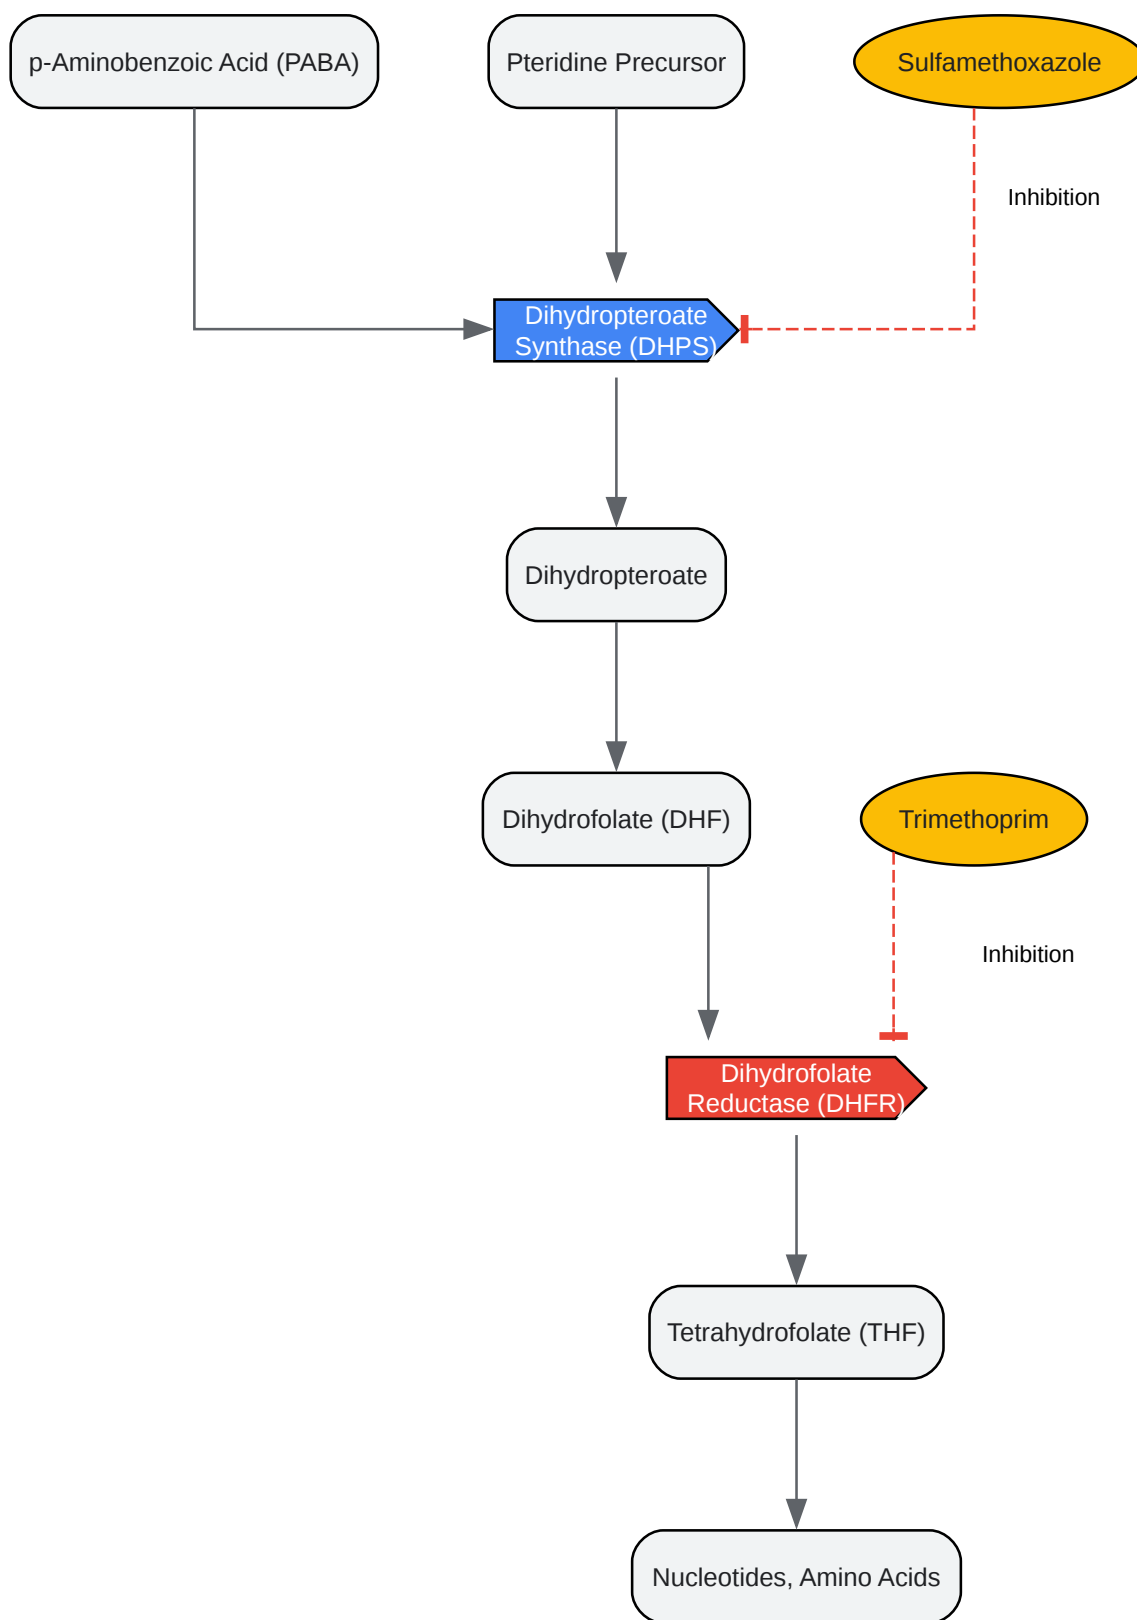 p-Aminobenzoic Acid (PABA)
Pteridine Precursor
Sulfamethoxazole
Inhibition
Dihydropteroate
Synthase (DHPS)
Dihydropteroate
Dihydrofolate (DHF)
Trimethoprim
Inhibition
Dihydrofolate
Reductase (DHFR)
Tetrahydrofolate (THF)
Nucleotides, Amino Acids